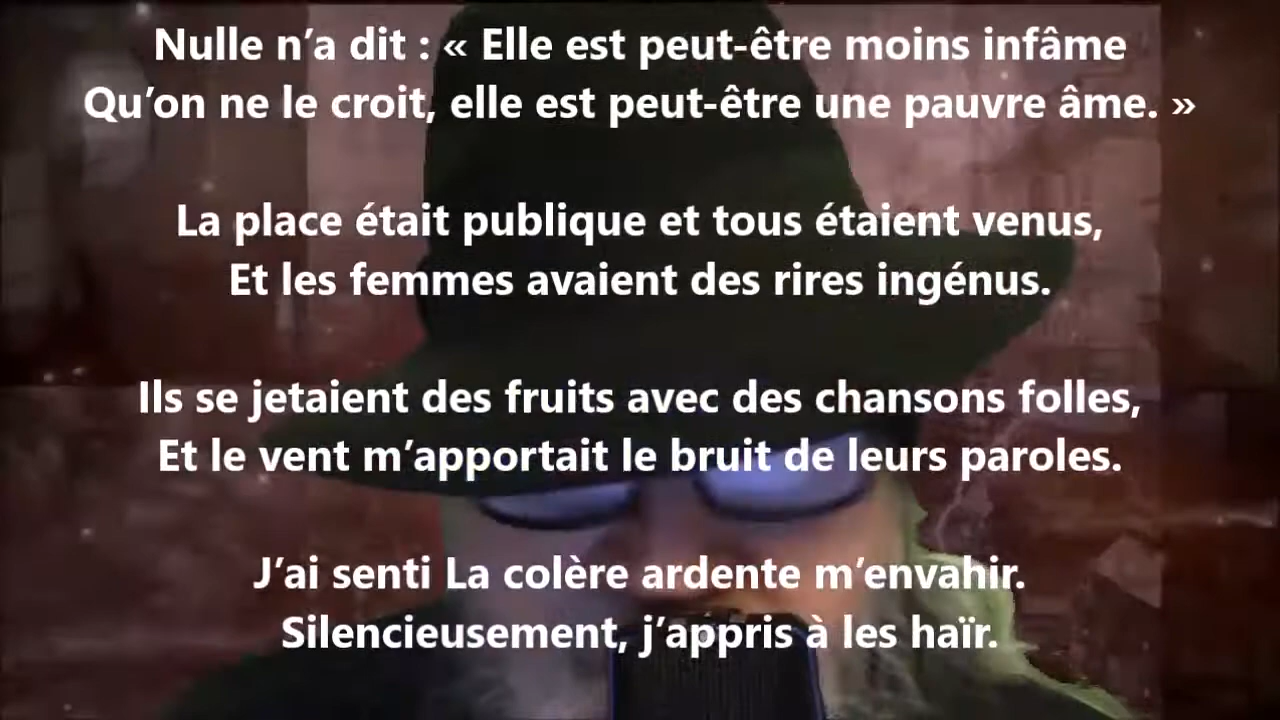 Nulle n’a dit : « Elle est peut-être moins infâme
Qu’on ne le croit, elle est peut-être une pauvre âme. »
La place était publique et tous étaient venus,
Et les femmes avaient des rires ingénus.
Ils se jetaient des fruits avec des chansons folles,
Et le vent m’apportait le bruit de leurs paroles.
J’ai senti La colère ardente m’envahir.
Silencieusement, j’appris à les haïr.